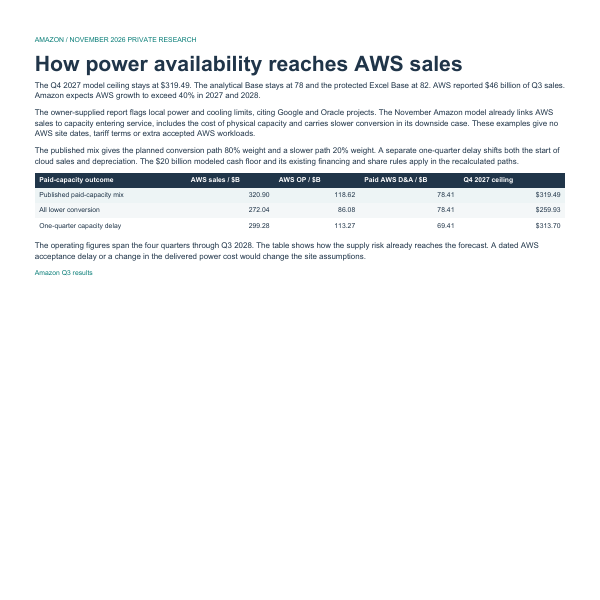 AMAZON / NOVEMBER 2026 PRIVATE RESEARCH
How power availability reaches AWS sales
The Q4 2027 model ceiling stays at $319.49. The analytical Base stays at 78 and the protected Excel Base at 82. AWS reported $46 billion of Q3 sales.
Amazon expects AWS growth to exceed 40% in 2027 and 2028.
The owner-supplied report flags local power and cooling limits, citing Google and Oracle projects. The November Amazon model already links AWS
sales to capacity entering service, includes the cost of physical capacity and carries slower conversion in its downside case. These examples give no
AWS site dates, tariff terms or extra accepted AWS workloads.
The published mix gives the planned conversion path 80% weight and a slower path 20% weight. A separate one-quarter delay shifts both the start of
cloud sales and depreciation. The $20 billion modeled cash floor and its existing financing and share rules apply in the recalculated paths.
Paid-capacity outcome AWS sales / $B AWS OP / $B Paid AWS D&A / $B Q4 2027 ceiling
Published paid-capacity mix 320.90 118.62 78.41 $319.49
All lower conversion 272.04 86.08 78.41 $259.93
One-quarter capacity delay 299.28 113.27 69.41 $313.70
The operating figures span the four quarters through Q3 2028. The table shows how the supply risk already reaches the forecast. A dated AWS
acceptance delay or a change in the delivered power cost would change the site assumptions.
Amazon Q3 results